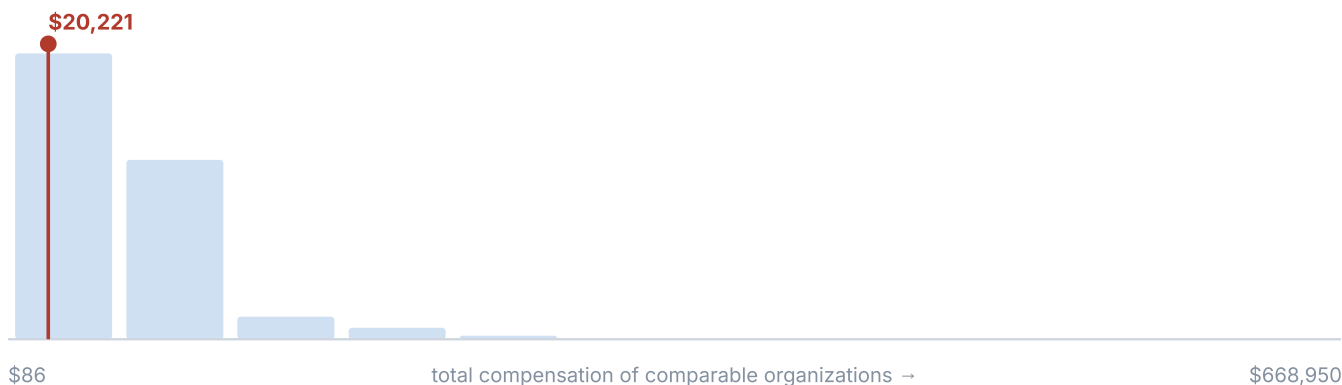 $20,221
$86 total compensation of comparable organizations → $668,950